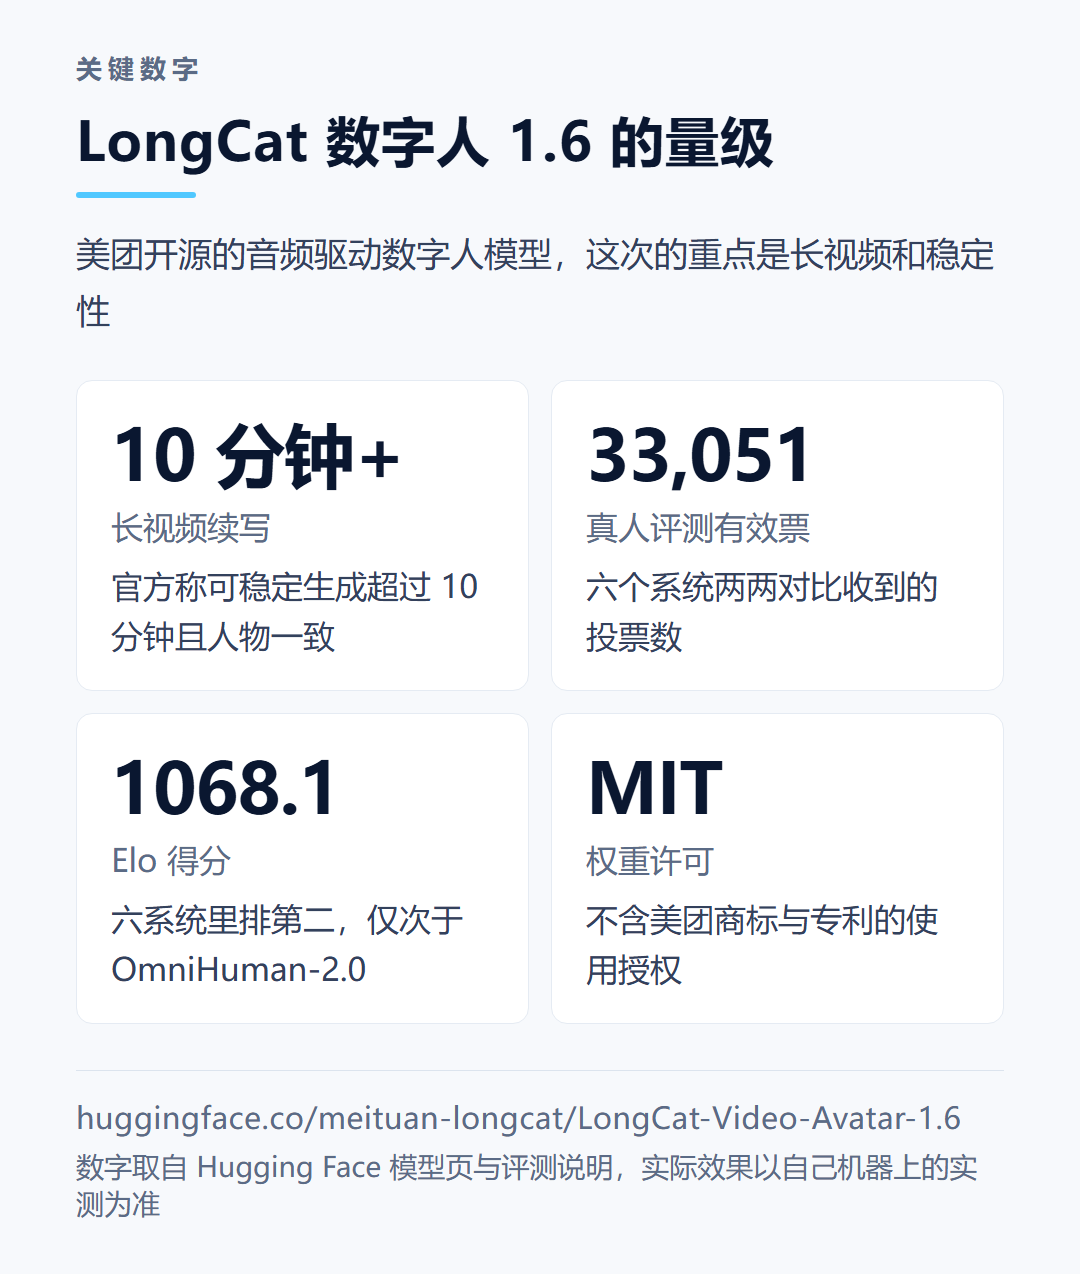 关键数字
LongCat 数字人 1.6 的量级
美团开源的音频驱动数字人模型，这次的重点是长视频和稳定
性
10 分钟+
长视频续写
官方称可稳定生成超过 10
分钟且人物一致
33,051
真人评测有效票
六个系统两两对比收到的
投票数
1068.1
Elo 得分
六系统里排第二，仅次于
OmniHuman-2.0
MIT
权重许可
不含美团商标与专利的使
用授权
huggingface.co/meituan-longcat/LongCat-Video-Avatar-1.6
数字取自 Hugging Face 模型页与评测说明，实际效果以自己机器上的实
测为准